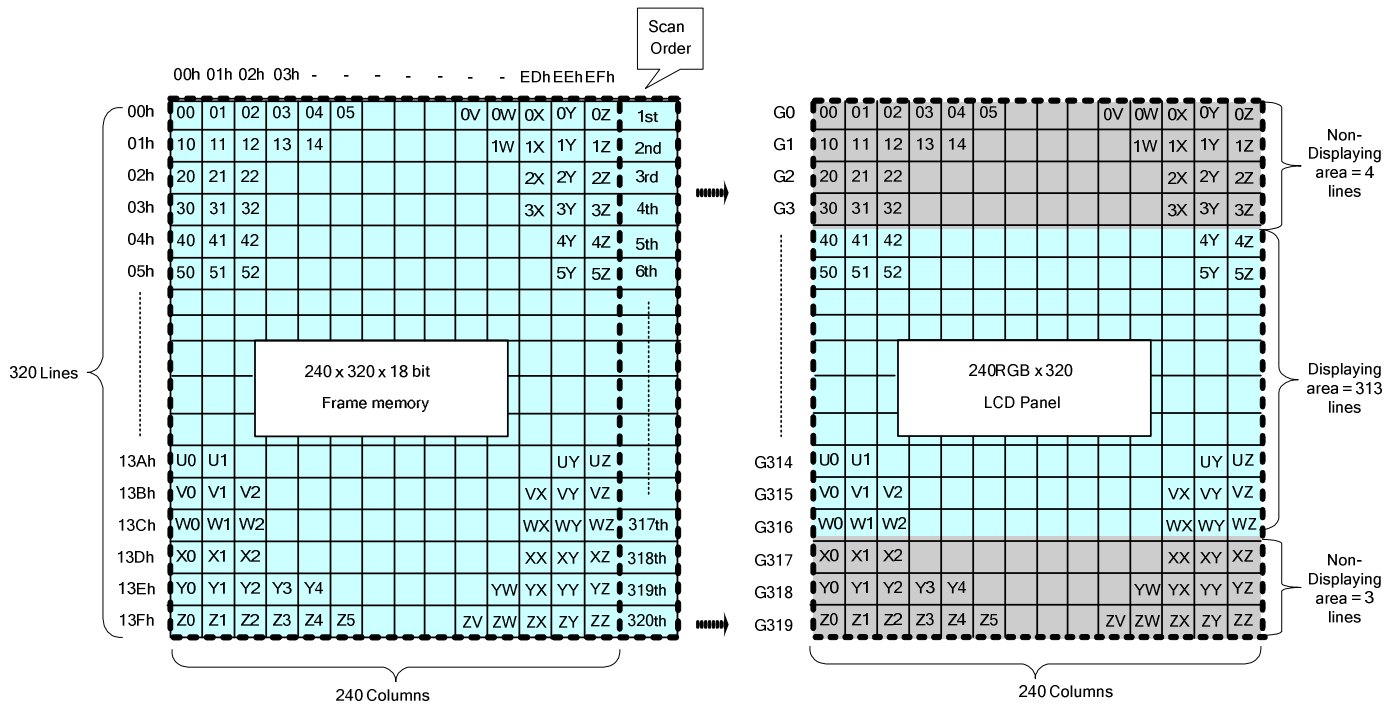 Scan
Order
00h 01h 02h 03h - - - - - - - EDh EEh EFh
00h 00 01 02 03 04 05 0V 0W 0X 0Y 0Z 1st
01h 10 11 12 13 14 1W 1X 1Y 1Z 2nd
02h 20 21 22 2X 2Y 2Z 3rd
03h 30 31 32 3X 3Y 3Z 4th
04h 40 41 42 4Y 4Z 5th
05h 50 51 52 5Y 5Z 6th
320 Lines
240 x 320 x 18 bit
Frame memory
13Ah U0 U1 UY UZ
13Bh V0 V1 V2 VX VY VZ
13Ch W0 W1 W2 WX WY WZ 317th
13Dh X0 X1 X2 XX XY XZ 318th
13Eh Y0 Y1 Y2 Y3 Y4 YW YX YY YZ 319th
13Fh Z0 Z1 Z2 Z3 Z4 Z5 ZV ZW ZX ZY ZZ 320th
240 Columns
G0 00 01 02 03 04 05 0V 0W 0X 0Y 0Z
G1 10 11 12 13 14 1W 1X 1Y 1Z
G2 20 21 22 2X 2Y 2Z
G3 30 31 32 3X 3Y 3Z
40 41 42 4Y 4Z
50 51 52 5Y 5Z
240RGB x 320
LCD Panel
G314 U0 U1 UY UZ
G315 V0 V1 V2 VX VY VZ
G316 W0 W1 W2 WX WY WZ
G317 X0 X1 X2 XX XY XZ
G318 Y0 Y1 Y2 Y3 Y4 YW YX YY YZ
G319 Z0 Z1 Z2 Z3 Z4 Z5 ZV ZW ZX ZY ZZ
240 Columns
Non-
Displaying
area = 4
lines
Displaying
area = 313
lines
Non-
Displaying
area = 3
lines